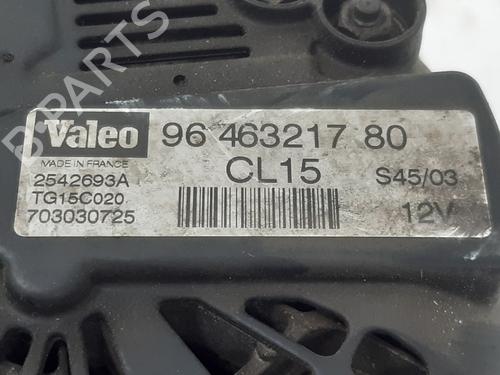 B-PARTS
Valeo
96 463217 80
MADE IN FRANCE
CL15
S45/03
2542693A
TG15C020
703030725
12V